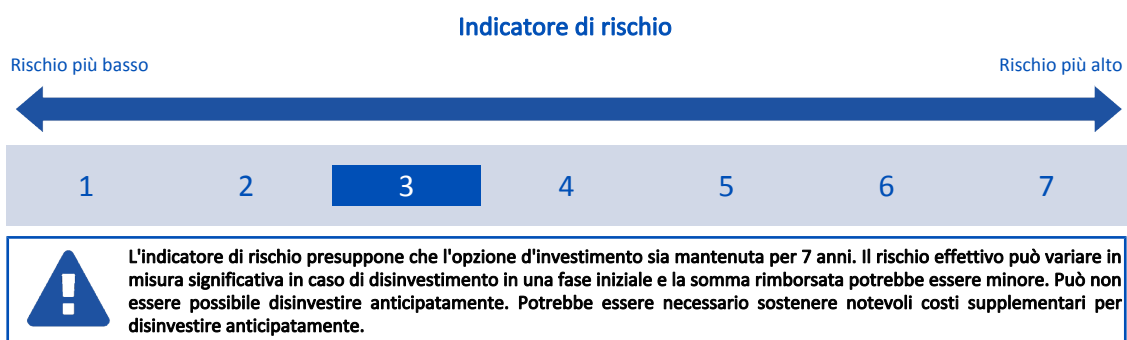 Indicatore di rischio
Rischio più basso
Rischio più alto
1 2 3 4 5 6 7
L'indicatore di rischio presuppone che l'opzione d'investimento sia mantenuta per 7 anni. Il rischio effettivo può variare in
misura significativa in caso di disinvestimento in una fase iniziale e la somma rimborsata potrebbe essere minore. Può non
essere possibile disinvestire anticipatamente. Potrebbe essere necessario sostenere notevoli costi supplementari per
disinvestire anticipatamente.